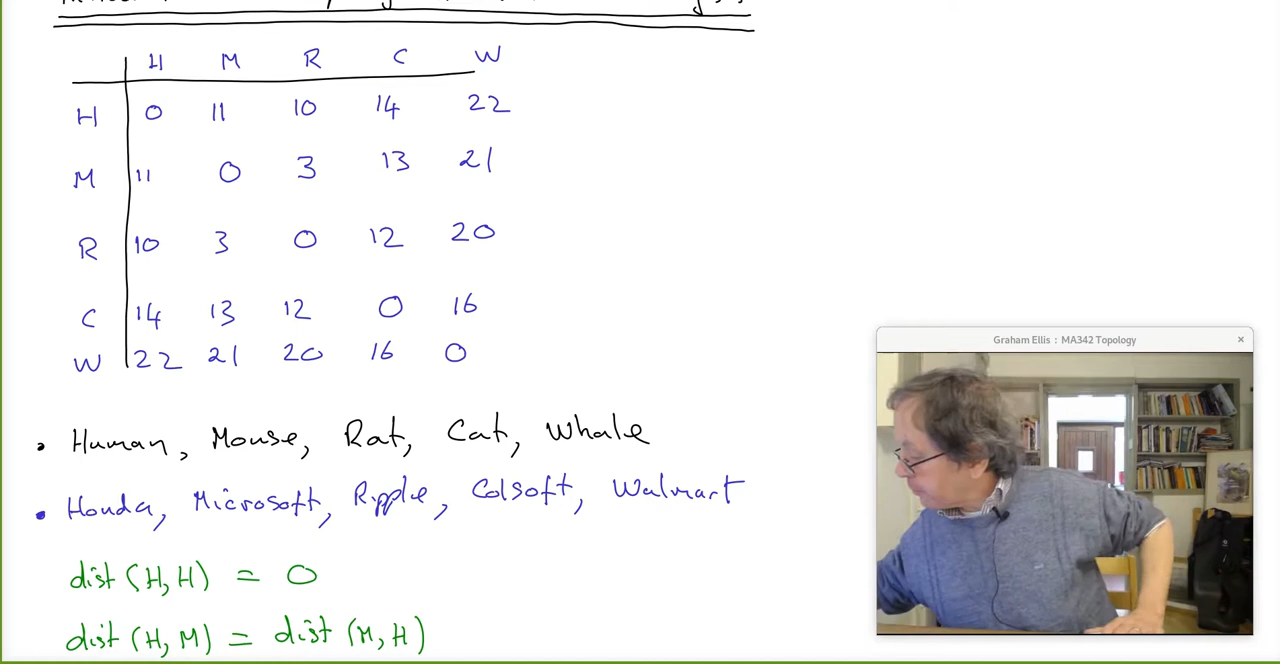 H M R C W
H 0 11 10 14 22
M 11 0 3 13 21
R 10 3 0 12 20
C 14 13 12 0 16
W 22 21 20 16 0
Graham Ellis : MA342 Topology
• Human, Mouse, Rat, Cat, Whale
• Honda, Microsoft, Ripple, Colsoft, Walmart
dist (H, H) = 0
dist (H, M) = dist (M, H)